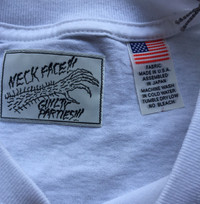 NECK FACE!!!
PARTIES!!!
FABRIC
MADE IN U.S.A.
ASSEMBLED
IN JAPAN
MACHINE WASH
IN COLD WATER
TUMBLE DRY LOW
NO BLEACH